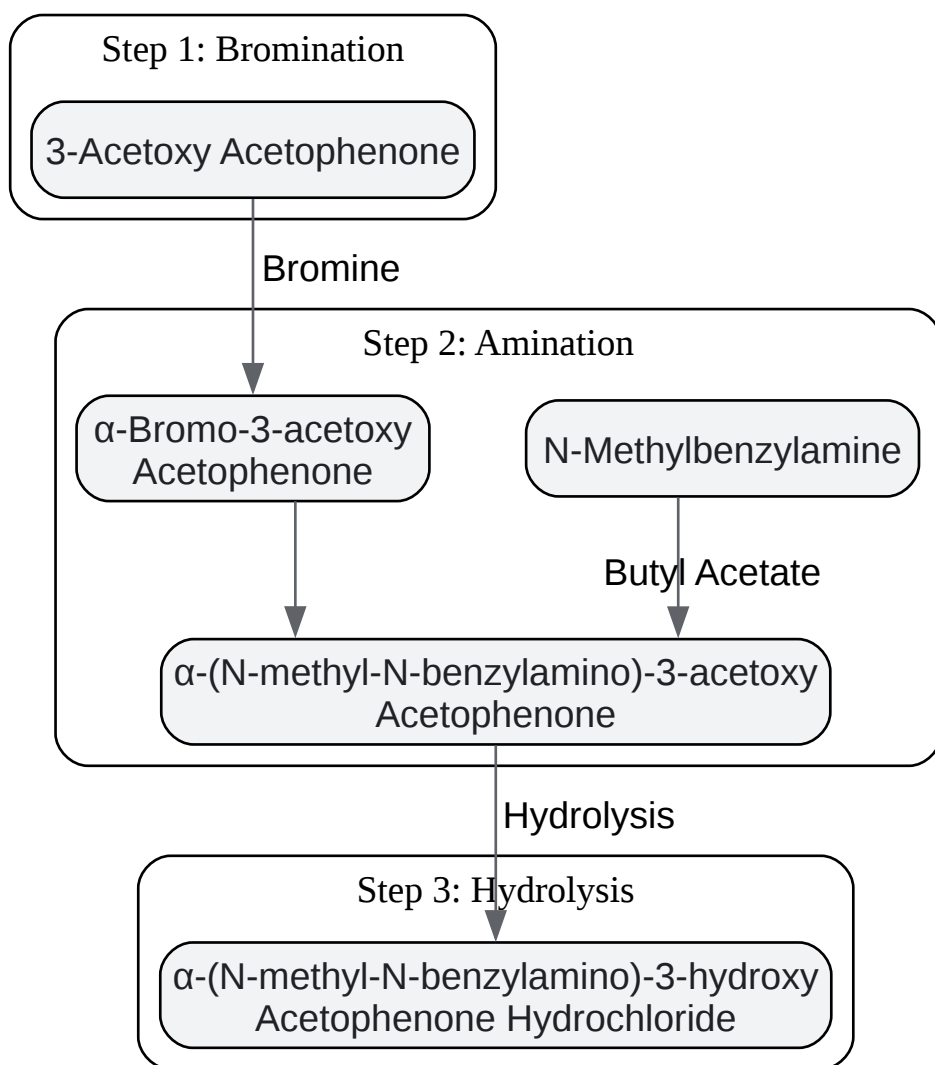 Step 1: Bromination
3-Acetoxy Acetophenone
Bromine
Step 2: Amination
α-Bromo-3-acetoxy
Acetophenone
N-Methylbenzylamine
Butyl Acetate
α-(N-methyl-N-benzylamino)-3-acetoxy
Acetophenone
Hydrolysis
Step 3: Hydrolysis
α-(N-methyl-N-benzylamino)-3-hydroxy
Acetophenone Hydrochloride